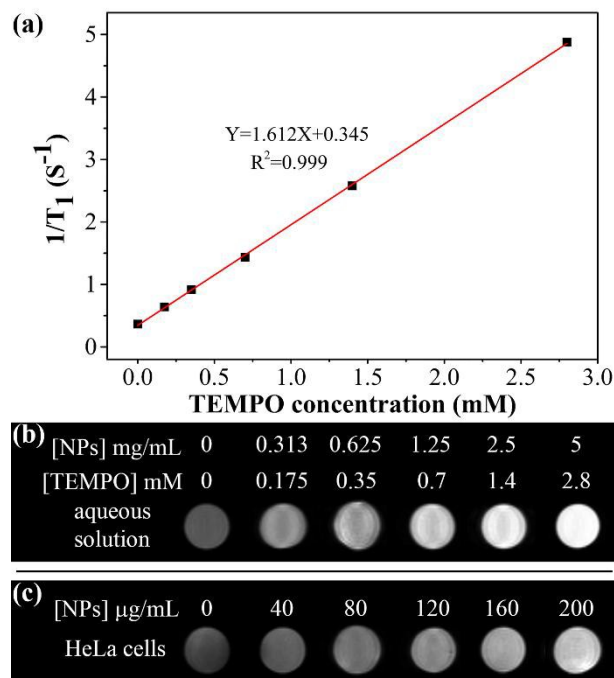 (a)
5
4
3
2
1
0
1/T₁ (S⁻¹)
Y=1.612X+0.345
R²=0.999
0.0 0.5 1.0 1.5 2.0 2.5 3.0
TEMPO concentration (mM)
(b)
[NPs] mg/mL 0 0.313 0.625 1.25 2.5 5
[TEMPO] mM 0 0.175 0.35 0.7 1.4 2.8
aqueous
solution
(c)
[NPs] μg/mL 0 40 80 120 160 200
HeLa cells